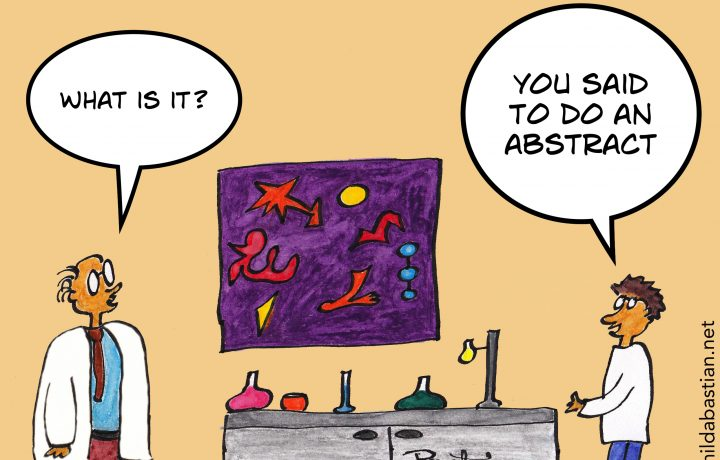 WHAT IS IT?
YOU SAID
TO DO AN
ABSTRACT
hildabastian.net